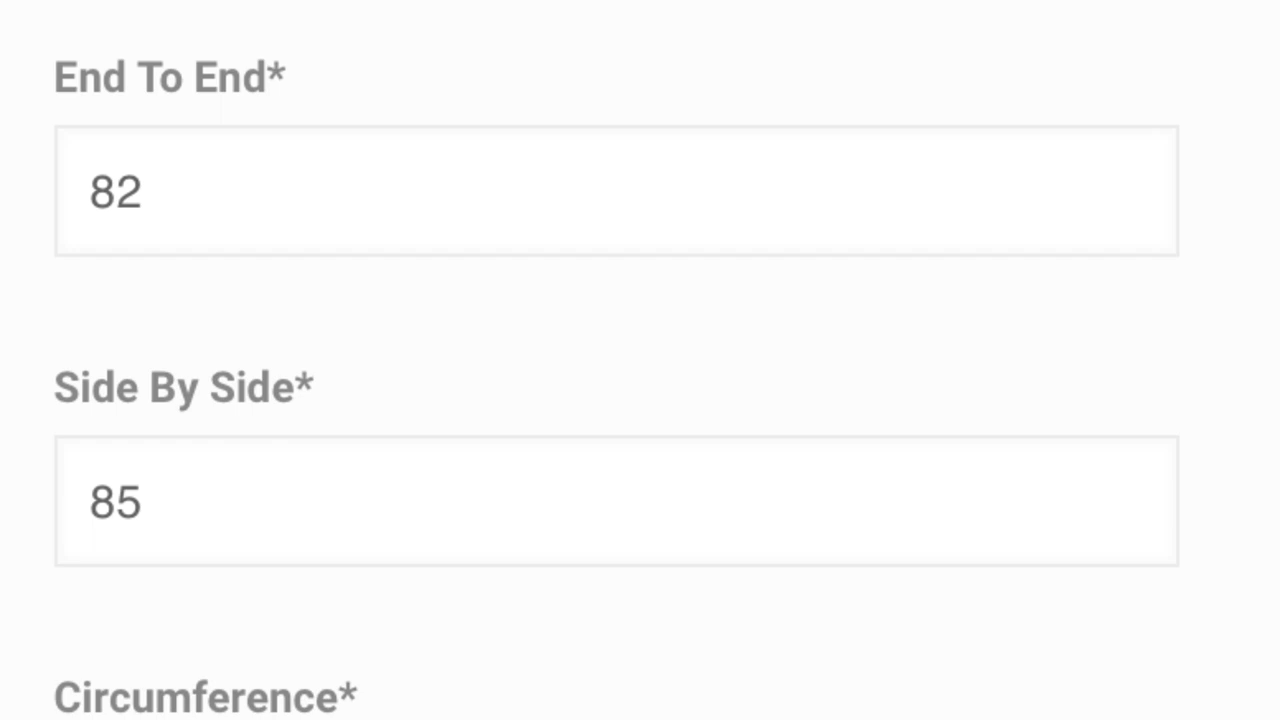 End To End*
82
Side By Side*
85
Circumference*